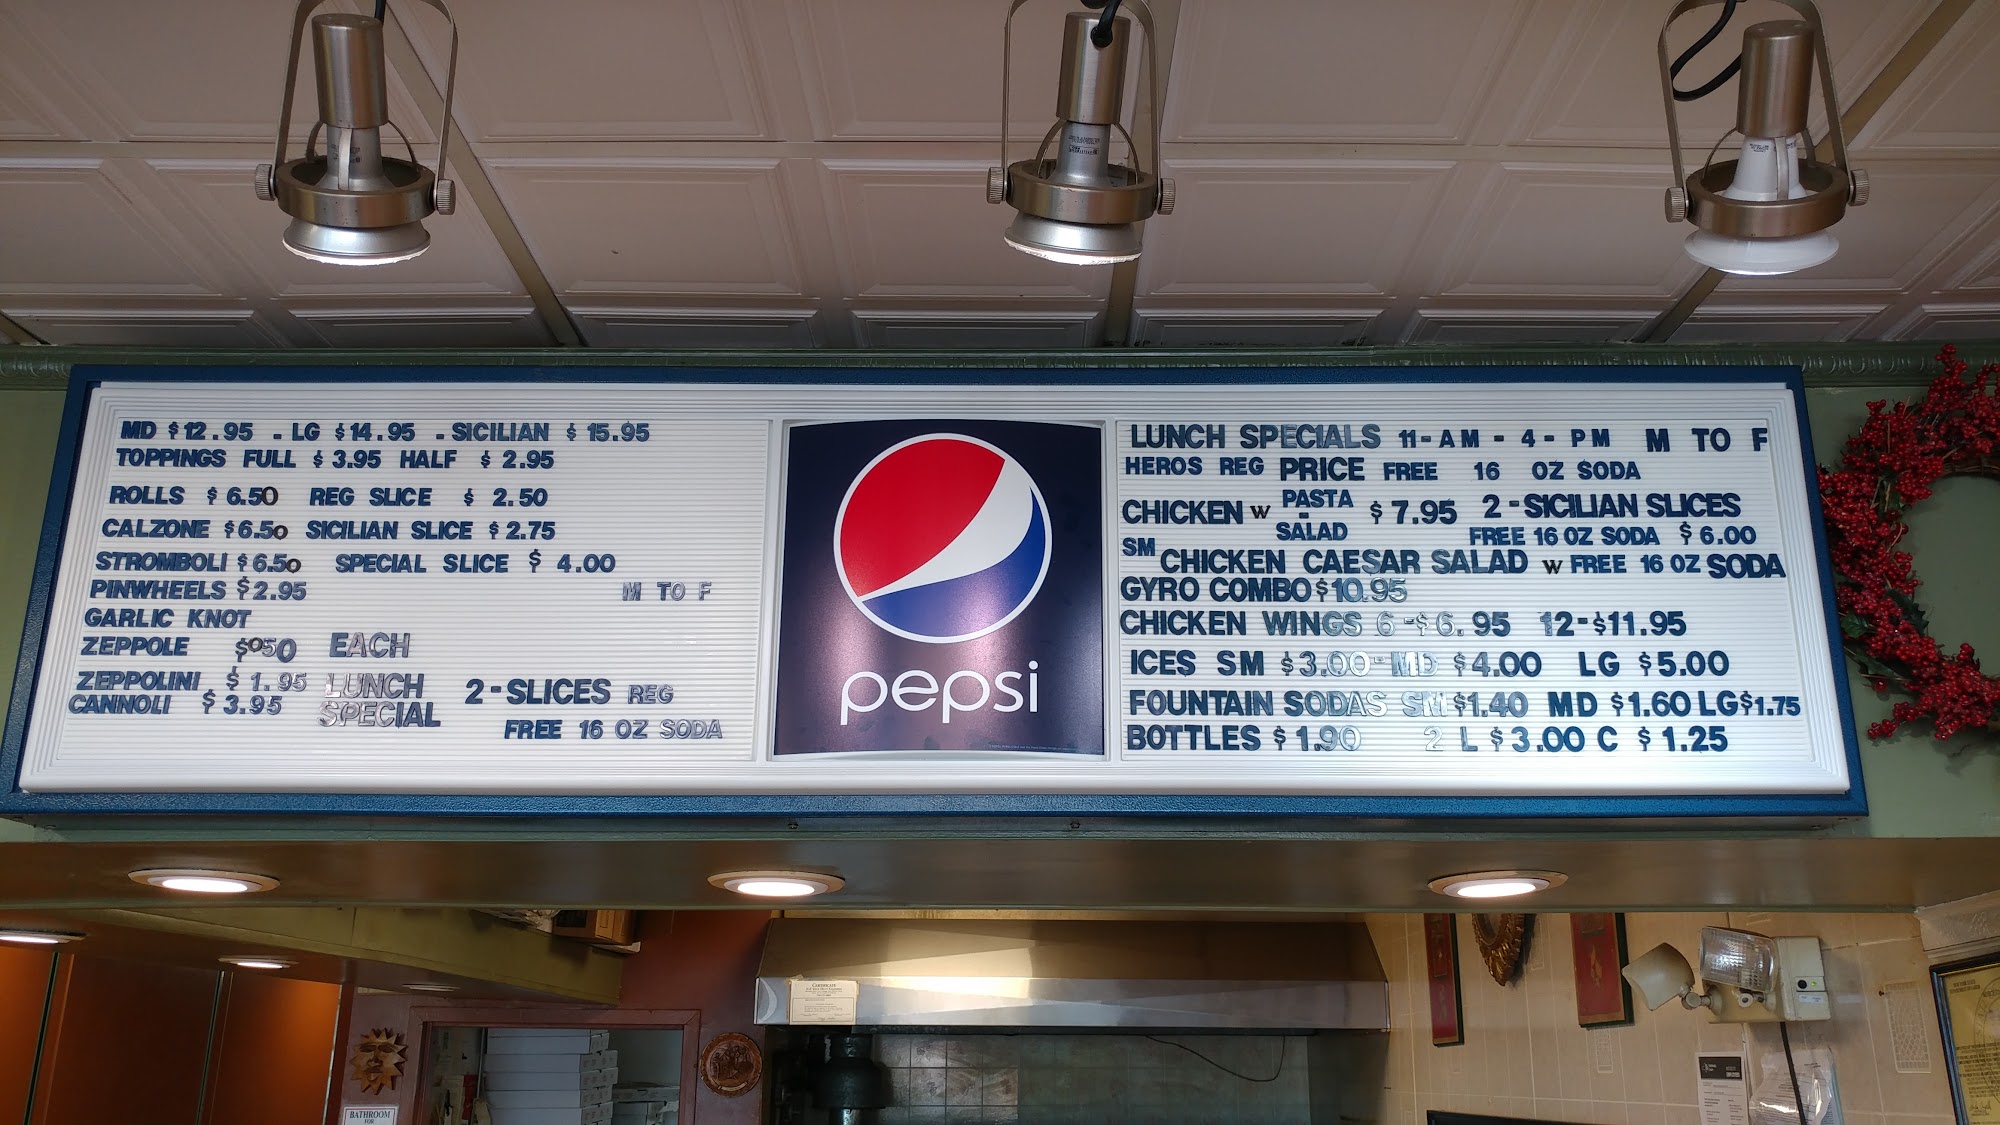 MD $12.95 - LG $14.95 - SICILIAN $ 15.95
TOPPINGS FULL $ 3.95 HALF $ 2.95
ROLLS $ 6.50 REG SLICE $ 2.50
CALZONE $6.50 SICILIAN SLICE $2.75
STROMBOLI $6.50 SPECIAL SLICE $ 4.00
PINWHEELS $2.95 M TO F
GARLIC KNOT
ZEPPOLE $050 EACH
ZEPPOLINI $1.95 LUNCH 2-SLICES REG
CANNOLI $3.95 SPECIAL
FREE 16 OZ SODA
pepsi
LUNCH SPECIALS 11-AM-4-PM M TO F
HEROS REG PRICE FREE 16 OZ SODA
CHICKEN W PASTA - SALAD $7.95 2-SICILIAN SLICES
FREE 16 OZ SODA $6.00
SM CHICKEN CAESAR SALAD W FREE 16 OZ SODA
GYRO COMBO $10.95
CHICKEN WINGS 6-$6.95 12-$11.95
ICES SM $3.00-MD $4.00 LG $5.00
FOUNTAIN SODAS SM $1.40 MD $1.60 LG $1.75
BOTTLES $1.90 2 L $3.00 C $1.25
CERTIFICATE
BATHROOM
FOR